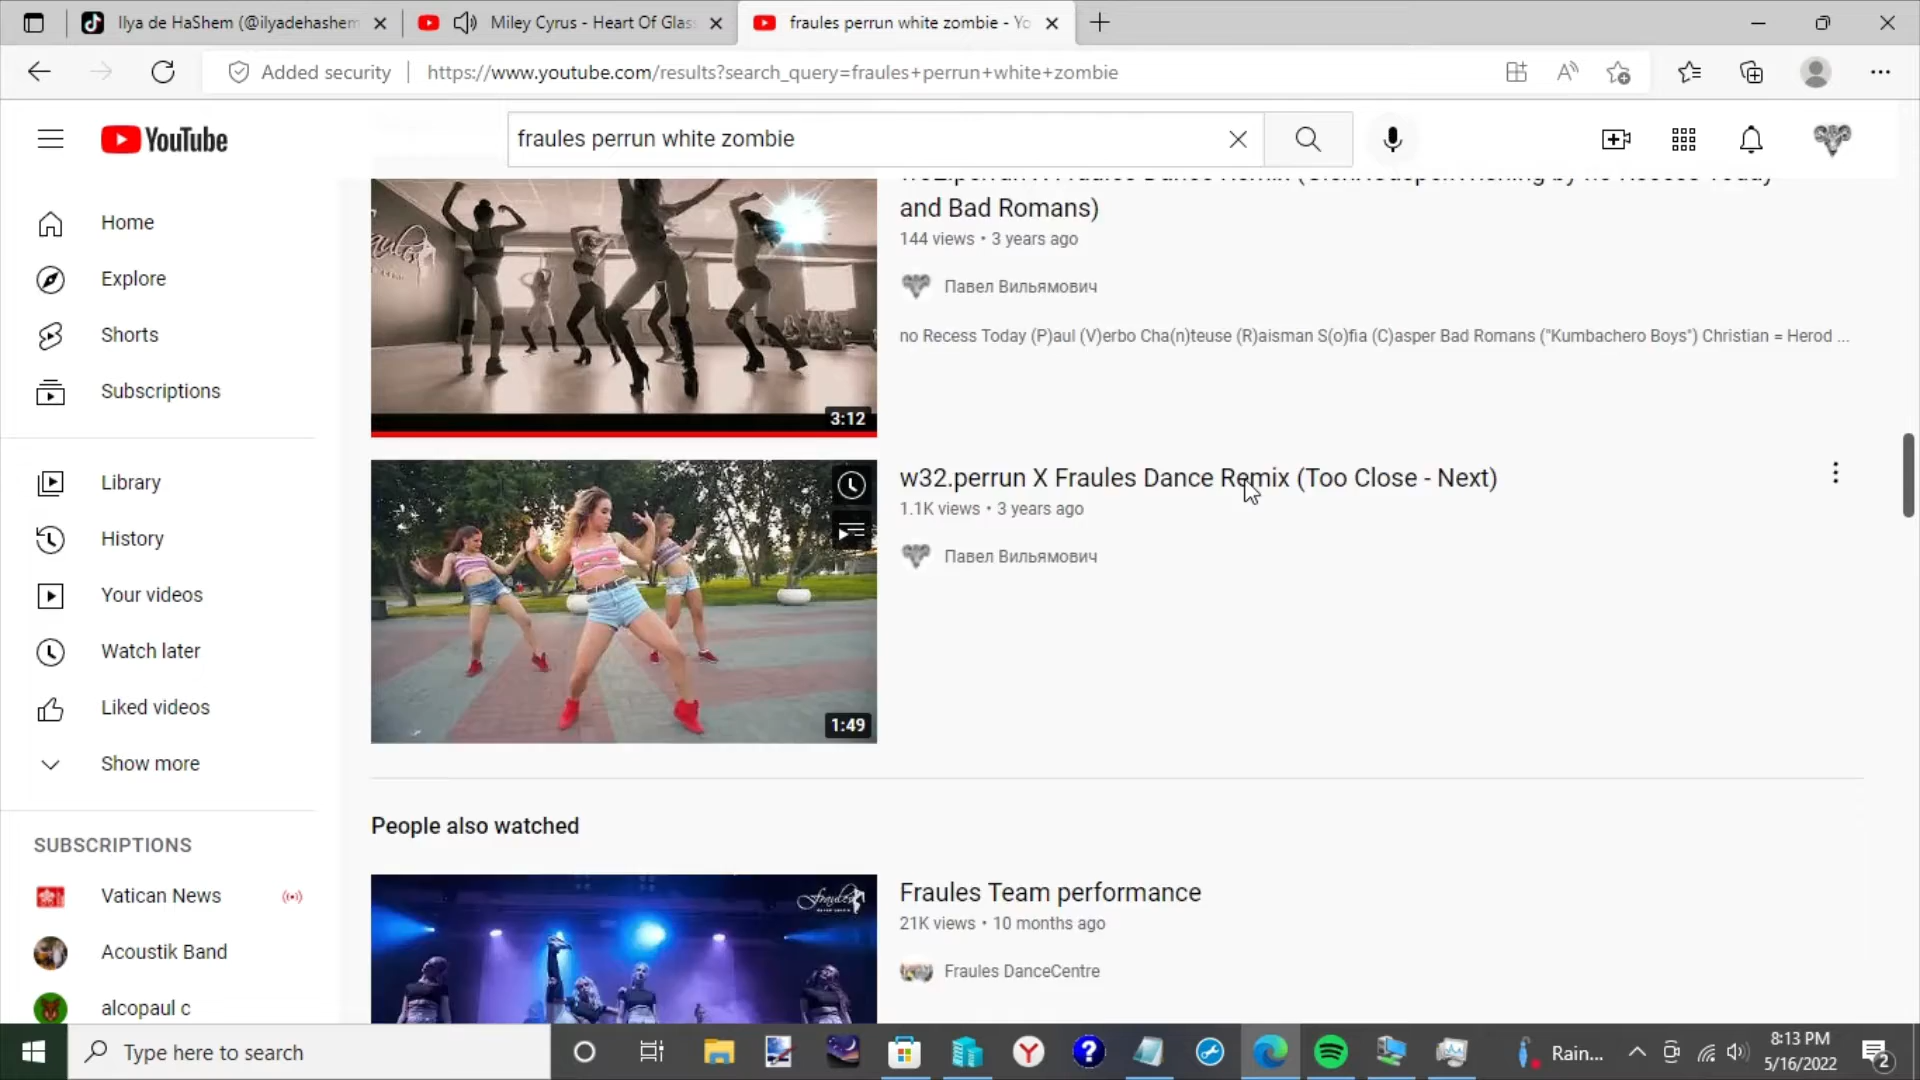 Ilya de HaShem (@ilyadehashem
Miley Cyrus - Heart Of Glas
fraules perrun white zombie - Yo
Added security
https://www.youtube.com/results?search_query=fraules+perrun+white+zombie
YouTube
fraules perrun white zombie
Home
Explore
Shorts
Subscriptions
Library
History
Your videos
Watch later
Liked videos
Show more
SUBSCRIPTIONS
Vatican News
Acoustik Band
alcopaul c
and Bad Romans)
144 views • 3 years ago
Павел Вильямович
no Recess Today (P)aul (V)erbo Cha(n)teuse (R)aisman S(o)fia (C)asper Bad Romans ("Kumbachero Boys") Christian = Herod ...
3:12
w32.perrun X Fraules Dance Remix (Too Close - Next)
1.1K views • 3 years ago
Павел Вильямович
1:49
People also watched
Fraules Team performance
21K views • 10 months ago
Fraules DanceCentre
Fraules
Type here to search
Rain...
8:13 PM
5/16/2022
2